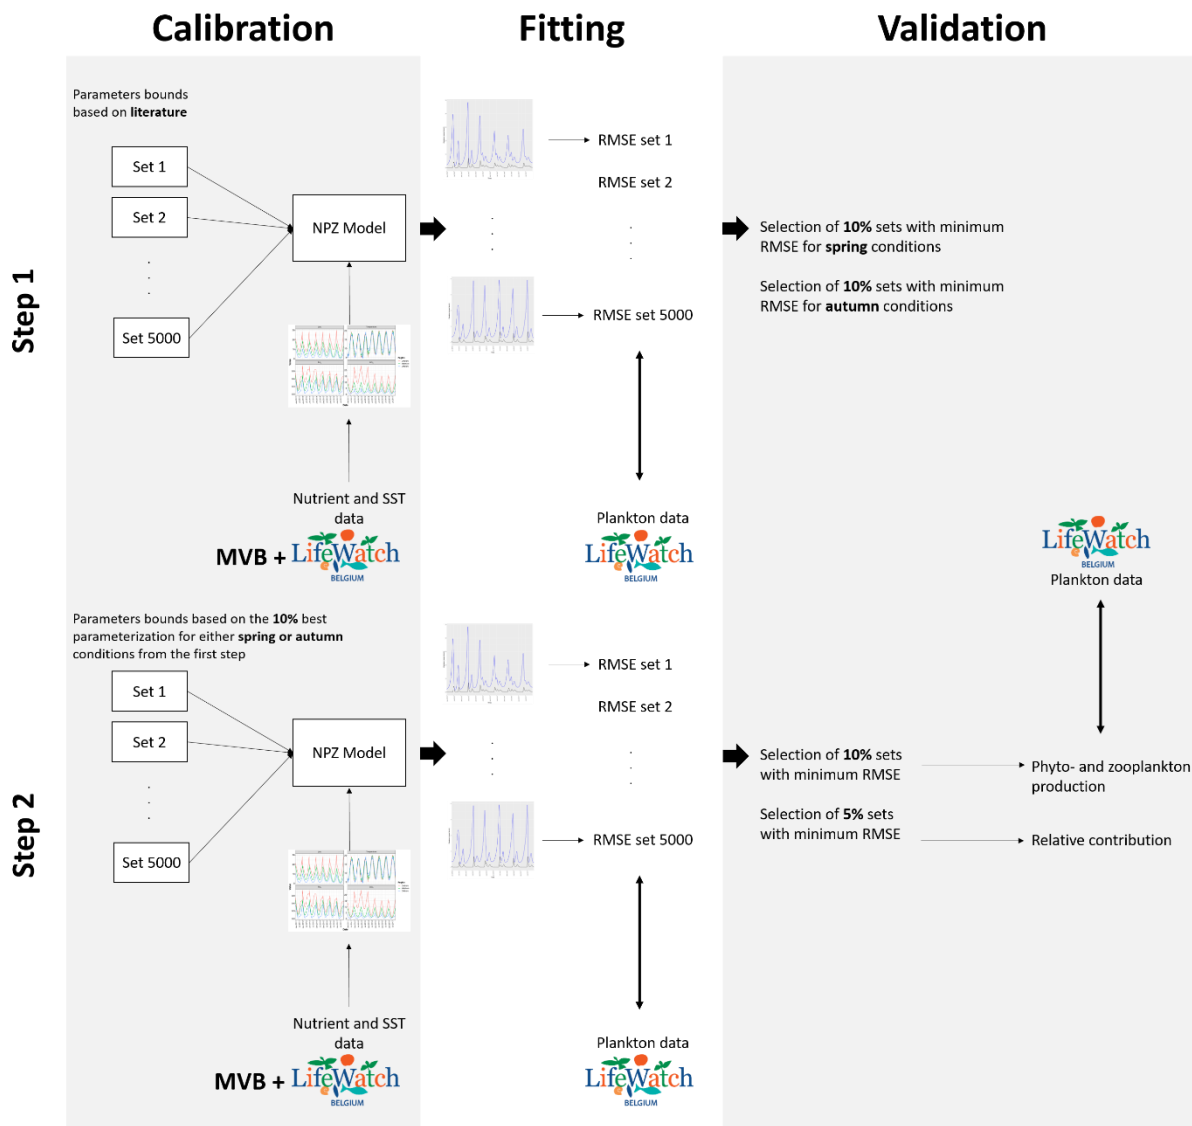 Calibration
Fitting
Validation
Step 1
Parameters bounds
based on literature
Set 1
Set 2
Set 5000
NPZ Model
Nutrient and SST
data
MVB +
LifeWatch
BELGIUM
RMSE set 1
RMSE set 2
RMSE set 5000
Plankton data
LifeWatch
BELGIUM
Selection of 10% sets with minimum
RMSE for spring conditions
Selection of 10% sets with minimum
RMSE for autumn conditions
LifeWatch
BELGIUM
Plankton data
Step 2
Parameters bounds based on the 10% best
parameterization for either spring or autumn
conditions from the first step
Set 1
Set 2
Set 5000
NPZ Model
Nutrient and SST
data
MVB +
LifeWatch
BELGIUM
RMSE set 1
RMSE set 2
RMSE set 5000
Plankton data
LifeWatch
BELGIUM
Selection of 10% sets
with minimum RMSE
Phyto- and zooplankton
production
Selection of 5% sets
with minimum RMSE
Relative contribution